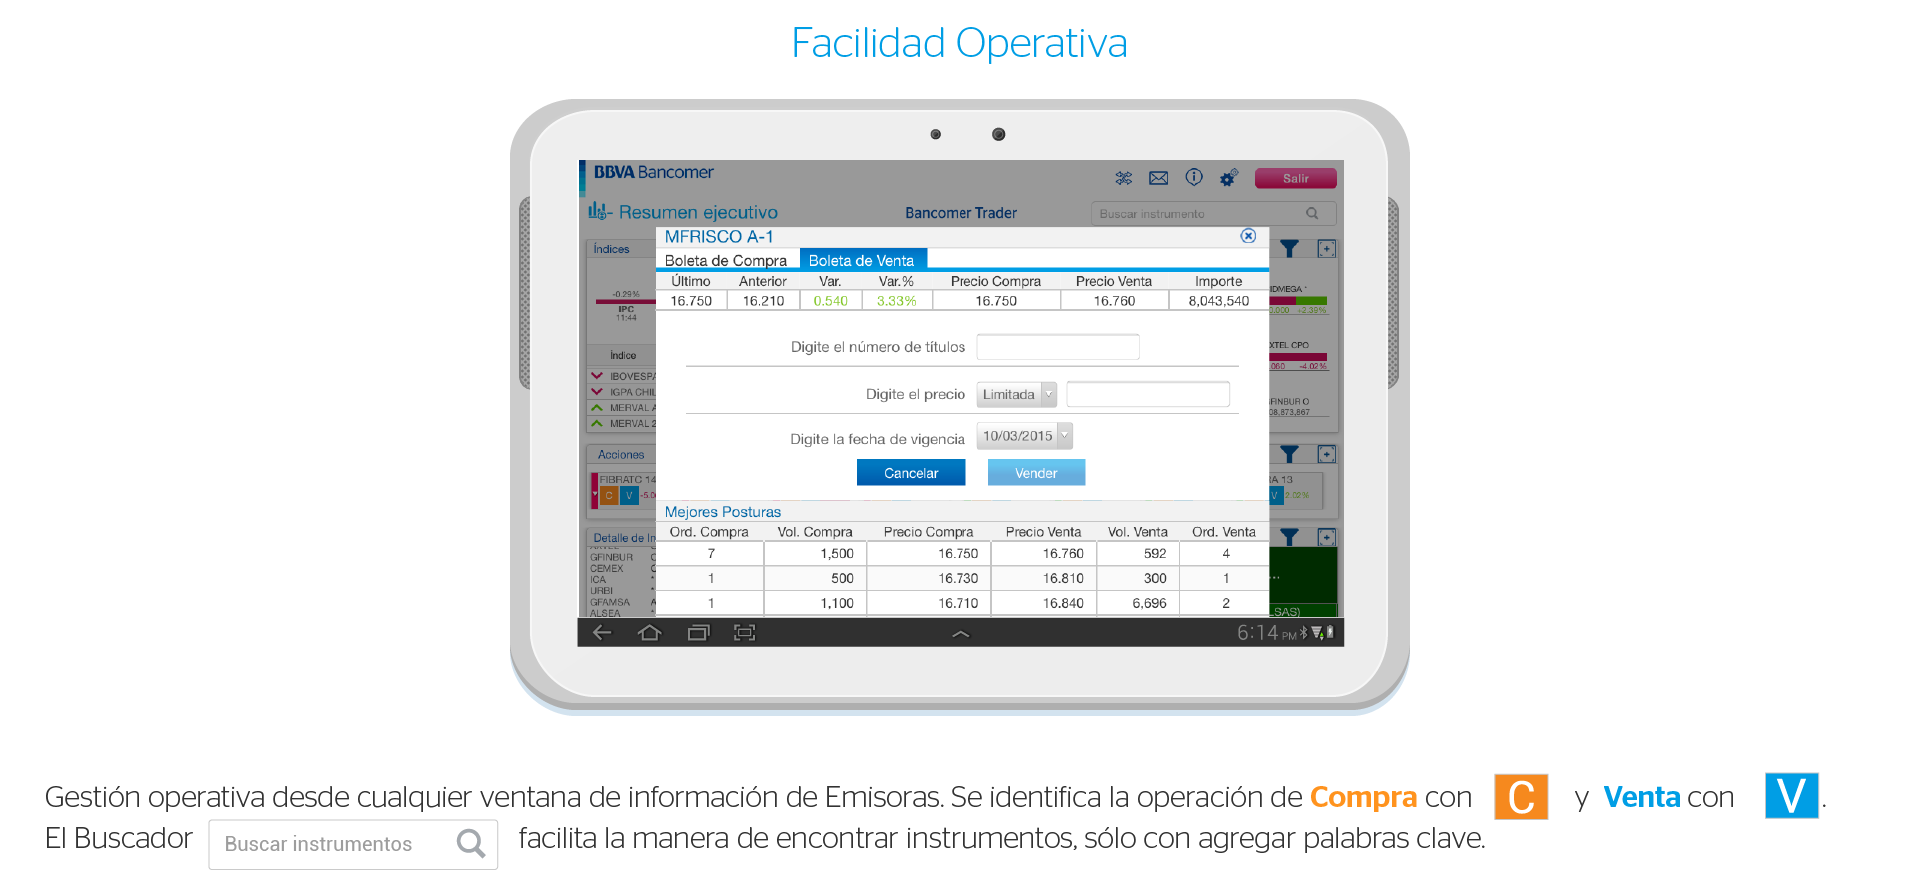 Facilidad Operativa
BBVA Bancomer
Salir
Resumen ejecutivo
Bancomer Trader
Buscar instrumento
Índices
MFRISCO A-1
Boleta de Compra Boleta de Venta
Último Anterior Var. Var.% Precio Compra Precio Venta Importe
16.750 16.210 0.540 3.33% 16.750 16.760 8,043,540
-0.29%
IPC
11:44
Índice
IBOVESPA
IGPA CHIL
MERVAL A
MERVAL 2
IDMEGA *
0.000 +2.39%
XTEL CPO
.060 -4.02%
FINBUR O
08,873,867
Digite el número de títulos
Digite el precio Limitada
Digite la fecha de vigencia 10/03/2015
Cancelar Vender
Acciones
FIBRATC 14
C V -5.0
EA 13
V 2.02%
Mejores Posturas
Ord. Compra Vol. Compra Precio Compra Precio Venta Vol. Venta Ord. Venta
7 1,500 16.750 16.760 592 4
1 500 16.730 16.810 300 1
1 1,100 16.710 16.840 6,696 2
Detalle de In
GFINBUR
CEMEX
ICA *
URBI *
GFAMSA A
ALSEA *
LSAS)
6:14 PM
Gestión operativa desde cualquier ventana de información de Emisoras. Se identifica la operación de Compra con C y Venta con V.
El Buscador Buscar instrumentos facilita la manera de encontrar instrumentos, sólo con agregar palabras clave.